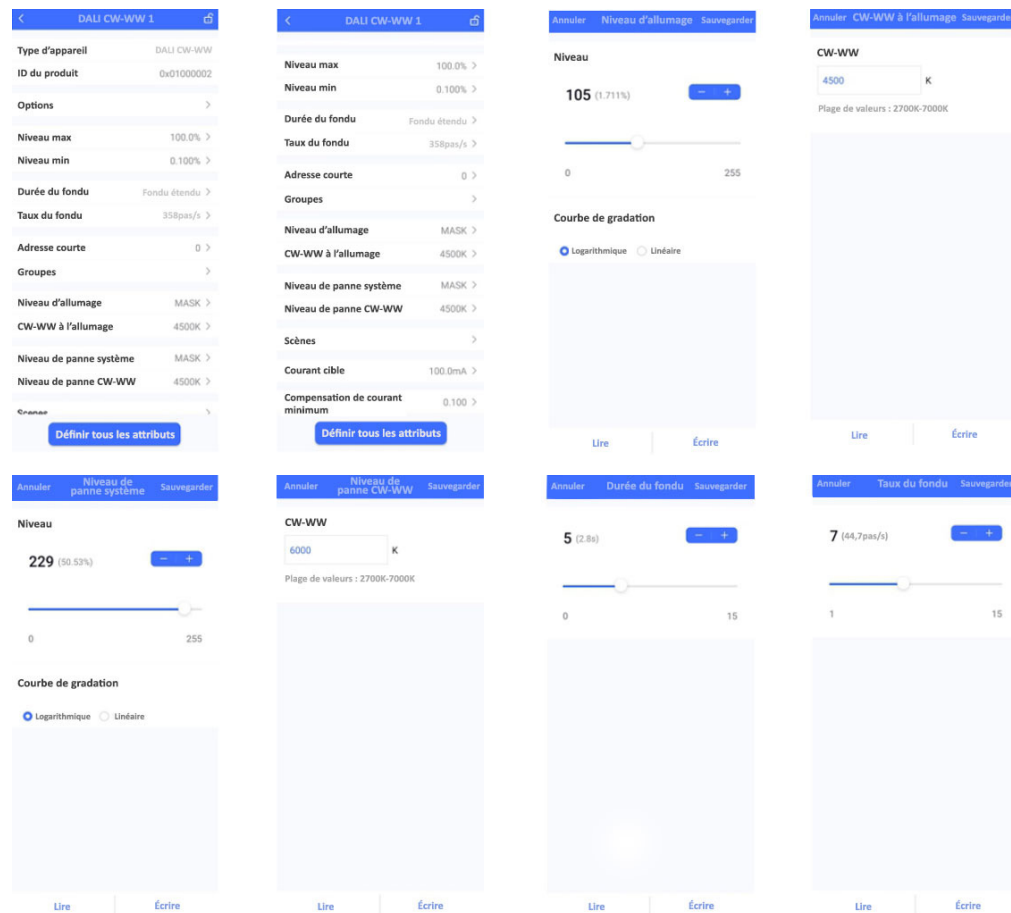 DALI CW-WW 1
Type d'appareil DALI CW-WW
ID du produit 0x01000002
Options
Niveau max 100.0%
Niveau min 0.100%
Durée du fondu Fondu étendu
Taux du fondu 358pas/s
Adresse courte 0
Groupes
Niveau d'allumage MASK
CW-WW à l'allumage 4500K
Niveau de panne système MASK
Niveau de panne CW-WW 4500K
Scenes
Définir tous les attributs
DALI CW-WW 1
Niveau max 100.0%
Niveau min 0.100%
Durée du fondu Fondu étendu
Taux du fondu 358pas/s
Adresse courte 0
Groupes
Niveau d'allumage MASK
CW-WW à l'allumage 4500K
Niveau de panne système MASK
Niveau de panne CW-WW 4500K
Scènes
Courant cible 100.0mA
Compensation de courant
minimum 0.100
Définir tous les attributs
Annuler Niveau d'allumage Sauvegarder
Niveau
105 (1.711%) - +
0 255
Courbe de gradation
Logarithmique Linéaire
Lire Écrire
Annuler CW-WW à l'allumage Sauvegarder
CW-WW
4500 K
Plage de valeurs : 2700K-7000K
Lire Écrire
Annuler Niveau de
panne système Sauvegarder
Niveau
229 (50.53%) - +
0 255
Courbe de gradation
Logarithmique Linéaire
Lire Écrire
Annuler Niveau de
panne CW-WW Sauvegarder
CW-WW
6000 K
Plage de valeurs : 2700K-7000K
Lire Écrire
Annuler Durée du fondu Sauvegarder
5 (2.8s) - +
0 15
Lire Écrire
Annuler Taux du fondu Sauvegarder
7 (44,7pas/s) - +
1 15
Lire Écrire